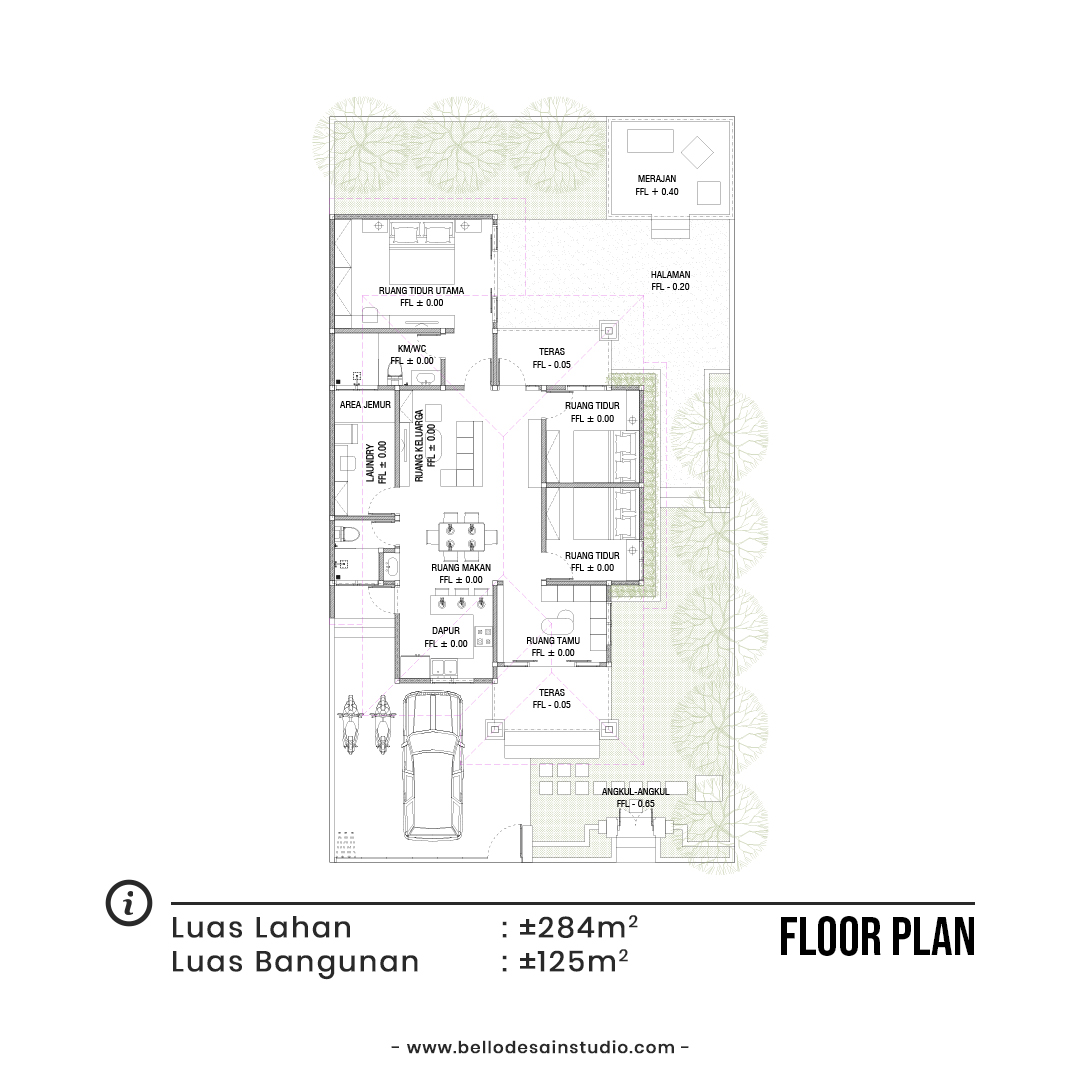 MERAJAN
FFL + 0.40
HALAMAN
FFL - 0.20
RUANG TIDUR UTAMA
FFL ± 0.00
KM/WC
FFL ± 0.00
TERAS
FFL - 0.05
AREA JEMUR
RUANG TIDUR
FFL ± 0.00
LAUNDRY
FFL ± 0.00
RUANG KELUARGA
FFL ± 0.00
RUANG TIDUR
FFL ± 0.00
RUANG MAKAN
FFL ± 0.00
DAPUR
FFL ± 0.00
RUANG TAMU
FFL ± 0.00
TERAS
FFL - 0.05
ANGKUL-ANGKUL
FFL - 0.65
i
Luas Lahan : ±284m²
Luas Bangunan : ±125m²
FLOOR PLAN
- www.bellodesainstudio.com -